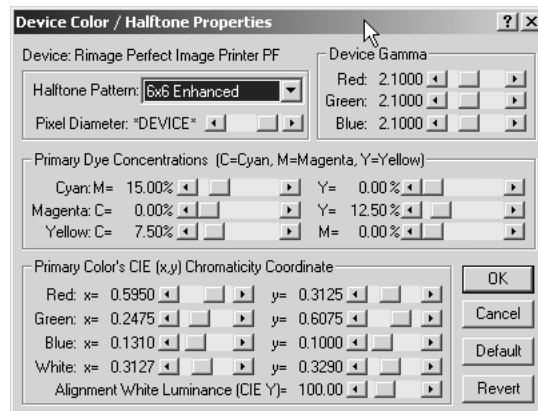 Device Color / Halftone Properties
Device: Rimage Perfect Image Printer PF
Halftone Pattern: 6x6 Enhanced
Pixel Diameter: *DEVICE*
Device Gamma
Red: 2.1000
Green: 2.1000
Blue: 2.1000
Primary Dye Concentrations (C=Cyan, M=Magenta, Y=Yellow)
Cyan: M= 15.00% Y= 0.00 %
Magenta: C= 0.00% Y= 12.50 %
Yellow: C= 7.50% M= 0.00 %
Primary Color's CIE (x,y) Chromaticity Coordinate
Red: x= 0.5950 y= 0.3125
Green: x= 0.2475 y= 0.6075
Blue: x= 0.1310 y= 0.1000
White: x= 0.3127 y= 0.3290
Alignment White Luminance (CIE Y)= 100.00
OK
Cancel
Default
Revert